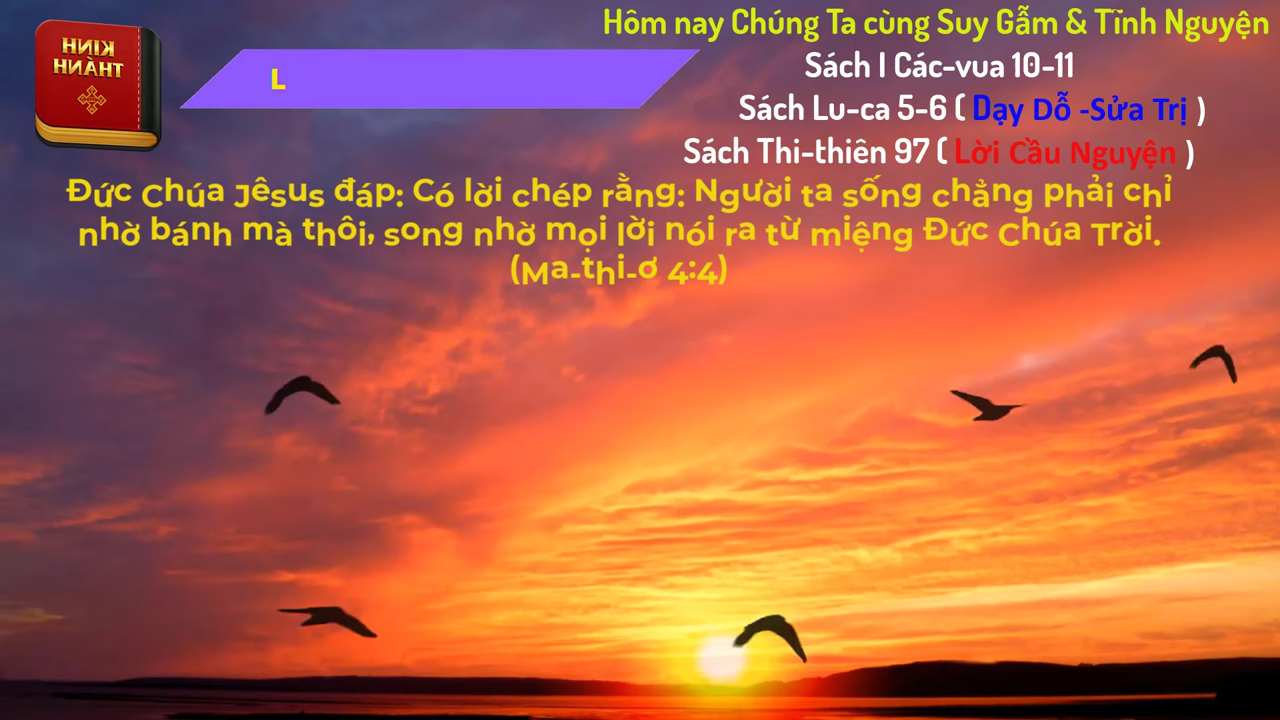 KINH
THÀNH
L
Hôm nay Chúng Ta cùng Suy Gẫm & Tĩnh Nguyện
Sách I Các-vua 10-11
Sách Lu-ca 5-6 ( Dạy Dỗ -Sửa Trị )
Sách Thi-thiên 97 ( Lời Cầu Nguyện )
Đức Chúa Jêsus đáp: Có lời chép rằng: Người ta sống chẳng phải chỉ
nhờ bánh mà thôi, song nhờ mọi lời nói ra từ miệng Đức Chúa Trời.
(Ma-thi-ơ 4:4)